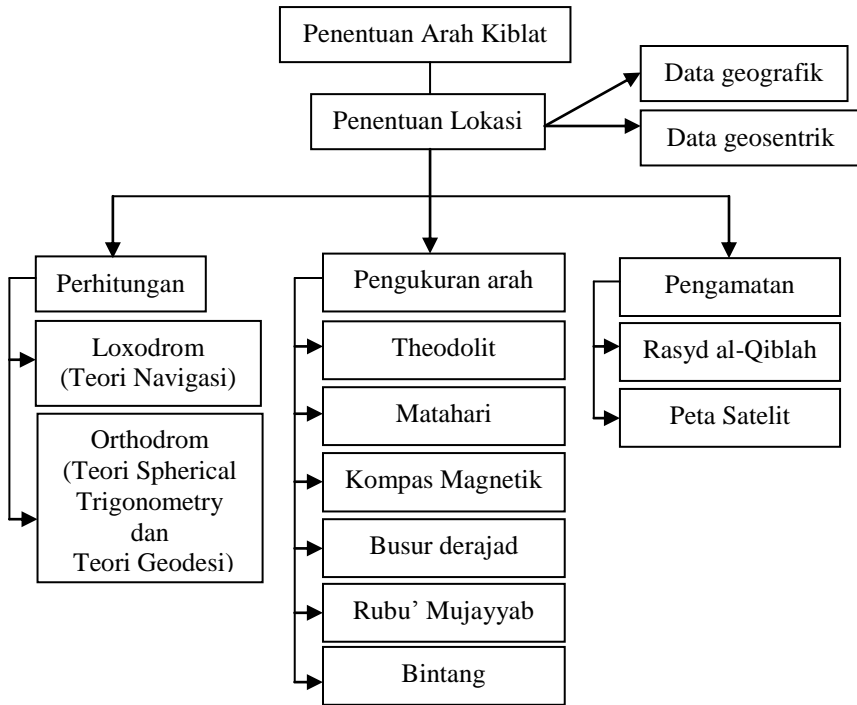 Penentuan Arah Kiblat
Data geografik
Penentuan Lokasi
Data geosentrik
Perhitungan
Loxodrom
(Teori Navigasi)
Orthodrom
(Teori Spherical
Trigonometry
dan
Teori Geodesi)
Pengukuran arah
Theodolit
Matahari
Kompas Magnetik
Busur derajad
Rubu’ Mujayyab
Bintang
Pengamatan
Rasyd al-Qiblah
Peta Satelit